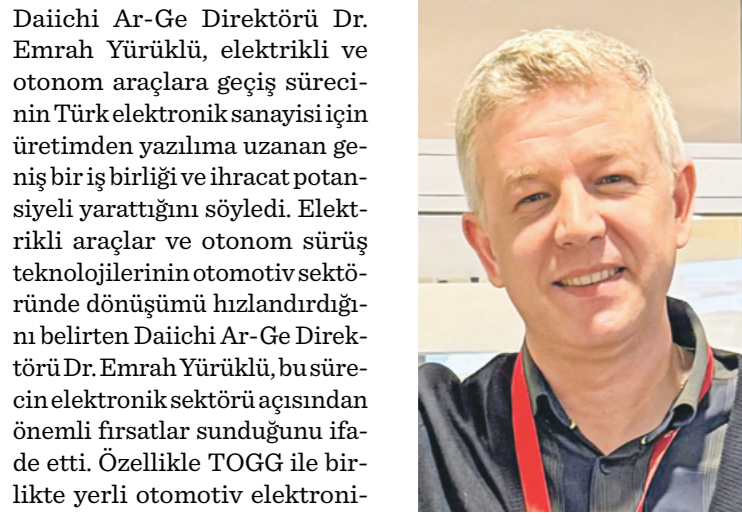 Daiichi Ar-Ge Direktörü Dr.
Emrah Yürüklü, elektrikli ve
otonom araçlara geçiş süreci-
nin Türk elektronik sanayisi için
üretimden yazılıma uzanan ge-
niş bir iş birliği ve ihracat potan-
siyeli yarattığını söyledi. Elekt-
rikli araçlar ve otonom sürüş
teknolojilerinin otomotiv sektö-
ründe dönüşümü hızlandırdığı-
nı belirten Daiichi Ar-Ge Direk-
törü Dr. Emrah Yürüklü, bu süre-
cin elektronik sektörü açısından
önemli fırsatlar sunduğunu ifa-
de etti. Özellikle TOGG ile bir-
likte yerli otomotiv elektroni-